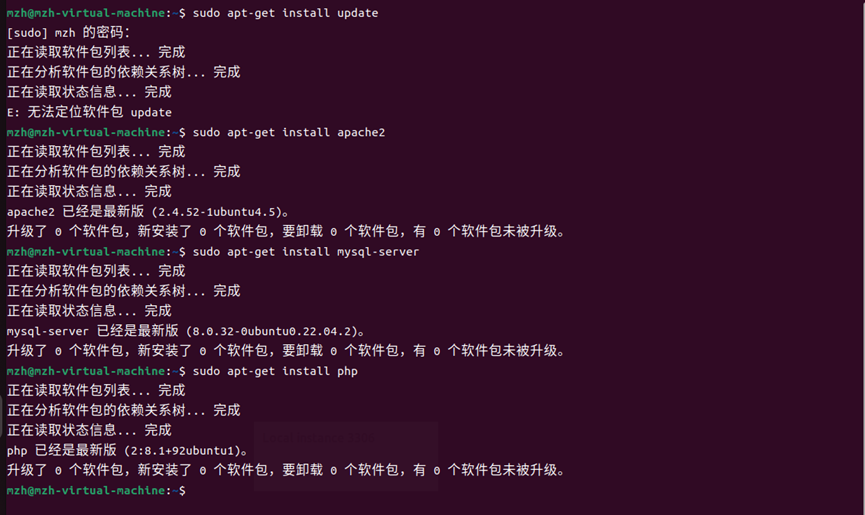 mzh@mzh-virtual-machine:~$ sudo apt-get install update
[sudo] mzh 的密码：
正在读取软件包列表... 完成
正在分析软件包的依赖关系树... 完成
正在读取状态信息... 完成
E: 无法定位软件包 update
mzh@mzh-virtual-machine:~$ sudo apt-get install apache2
正在读取软件包列表... 完成
正在分析软件包的依赖关系树... 完成
正在读取状态信息... 完成
apache2 已经是最新版 (2.4.52-1ubuntu4.5)。
升级了 0 个软件包，新安装了 0 个软件包，要卸载 0 个软件包，有 0 个软件包未被升级。
mzh@mzh-virtual-machine:~$ sudo apt-get install mysql-server
正在读取软件包列表... 完成
正在分析软件包的依赖关系树... 完成
正在读取状态信息... 完成
mysql-server 已经是最新版 (8.0.32-0ubuntu0.22.04.2)。
升级了 0 个软件包，新安装了 0 个软件包，要卸载 0 个软件包，有 0 个软件包未被升级。
mzh@mzh-virtual-machine:~$ sudo apt-get install php
正在读取软件包列表... 完成
正在分析软件包的依赖关系树... 完成
正在读取状态信息... 完成
php 已经是最新版 (2:8.1+92ubuntu1)。
升级了 0 个软件包，新安装了 0 个软件包，要卸载 0 个软件包，有 0 个软件包未被升级。
mzh@mzh-virtual-machine:~$